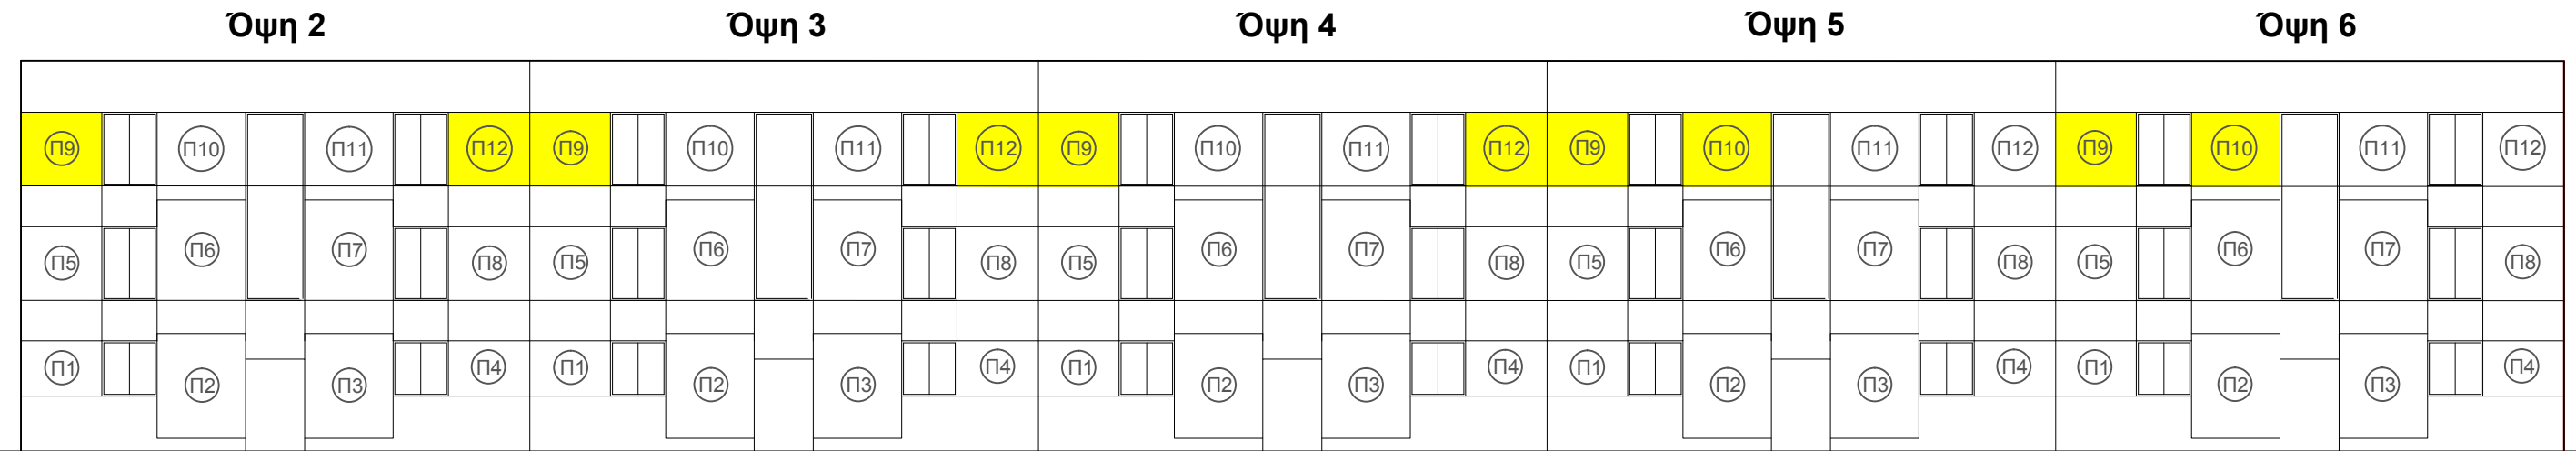 Όψη 2 Όψη 3 Όψη 4 Όψη 5 Όψη 6
Π9 Π10 Π11 Π12 Π9 Π10 Π11 Π12 Π9 Π10 Π11 Π12 Π9 Π10 Π11 Π12 Π9 Π10 Π11 Π12
Π5 Π6 Π7 Π8 Π5 Π6 Π7 Π8 Π5 Π6 Π7 Π8 Π5 Π6 Π7 Π8 Π5 Π6 Π7 Π8
Π1 Π2 Π3 Π4 Π1 Π2 Π3 Π4 Π1 Π2 Π3 Π4 Π1 Π2 Π3 Π4 Π1 Π2 Π3 Π4